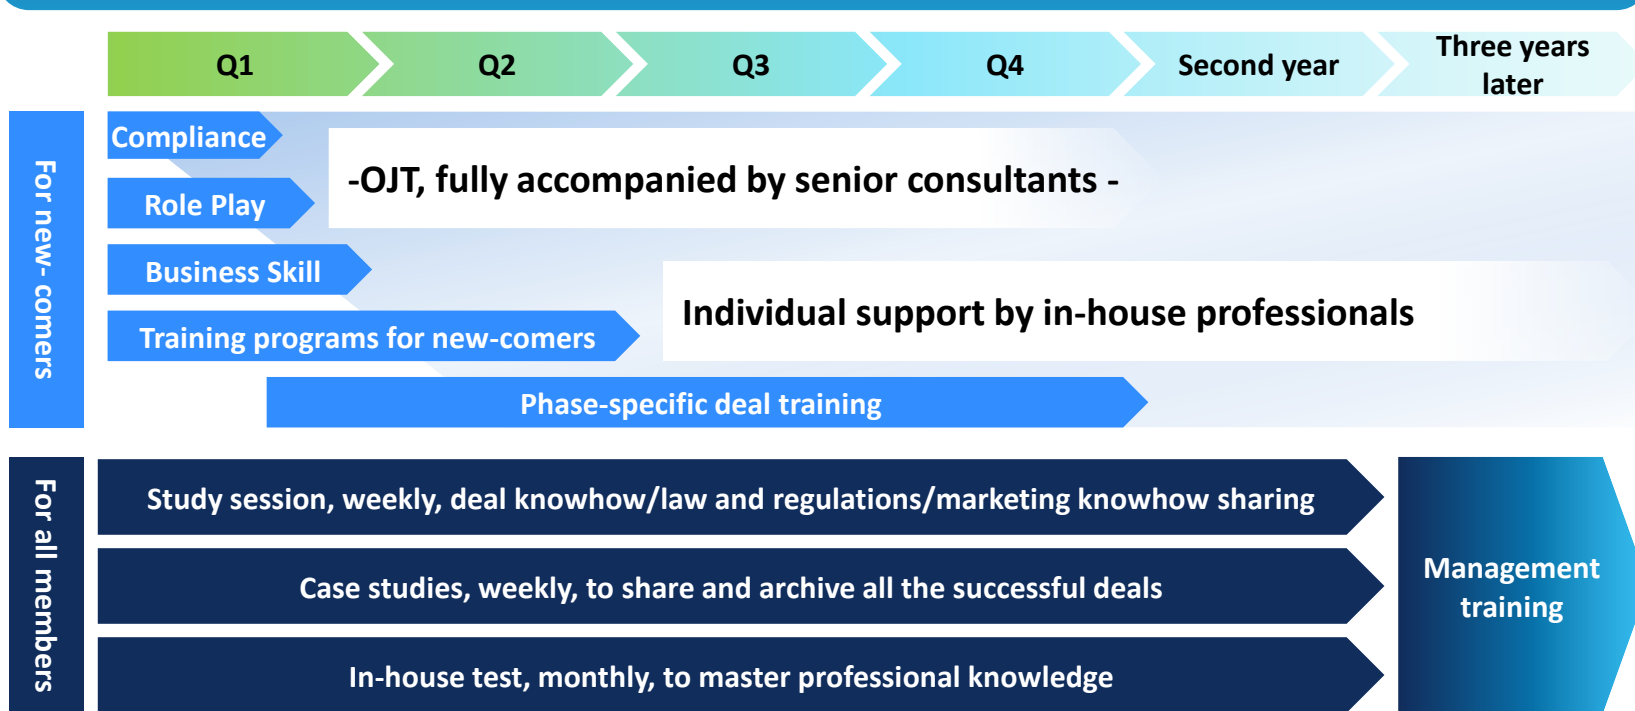 Q1
Q2
Q3
Q4
Second year
Three years
later
For new- comers
Compliance
-OJT, fully accompanied by senior consultants -
Role Play
Business Skill
Individual support by in-house professionals
Training programs for new-comers
Phase-specific deal training
For all members
Study session, weekly, deal knowhow/law and regulations/marketing knowhow sharing
Case studies, weekly, to share and archive all the successful deals
In-house test, monthly, to master professional knowledge
Management
training